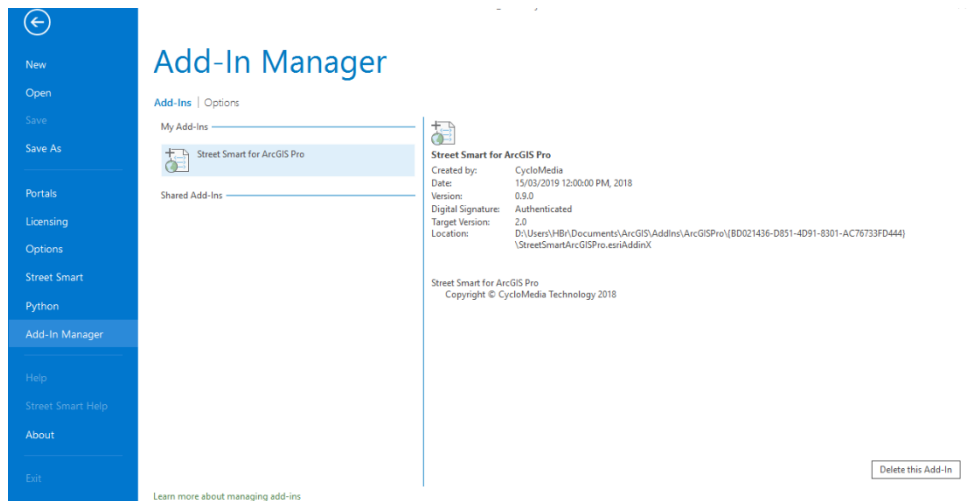 New
Open
Save
Save As
Portals
Licensing
Options
Street Smart
Python
Add-In Manager
Help
Street Smart Help
About
Exit
Add-In Manager
Add-Ins | Options
My Add-Ins
Street Smart for ArcGIS Pro
Shared Add-Ins
Learn more about managing add-ins
Street Smart for ArcGIS Pro
Created by: CycloMedia
Date: 15/03/2019 12:00:00 PM, 2018
Version: 0.9.0
Digital Signature: Authenticated
Target Version: 2.0
Location: D:\Users\HBr\Documents\ArcGIS\AddIns\ArcGISPro\{BD021436-D851-4D91-8301-AC76733FD444}
\StreetSmartArcGISPro.esriAddinX
Street Smart for ArcGIS Pro
Copyright © CycloMedia Technology 2018
Delete this Add-In